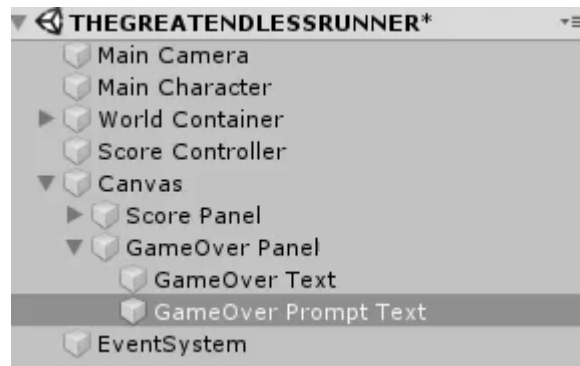 THEGREATENDLESSRUNNER*
Main Camera
Main Character
World Container
Score Controller
Canvas
Score Panel
GameOver Panel
GameOver Text
GameOver Prompt Text
EventSystem